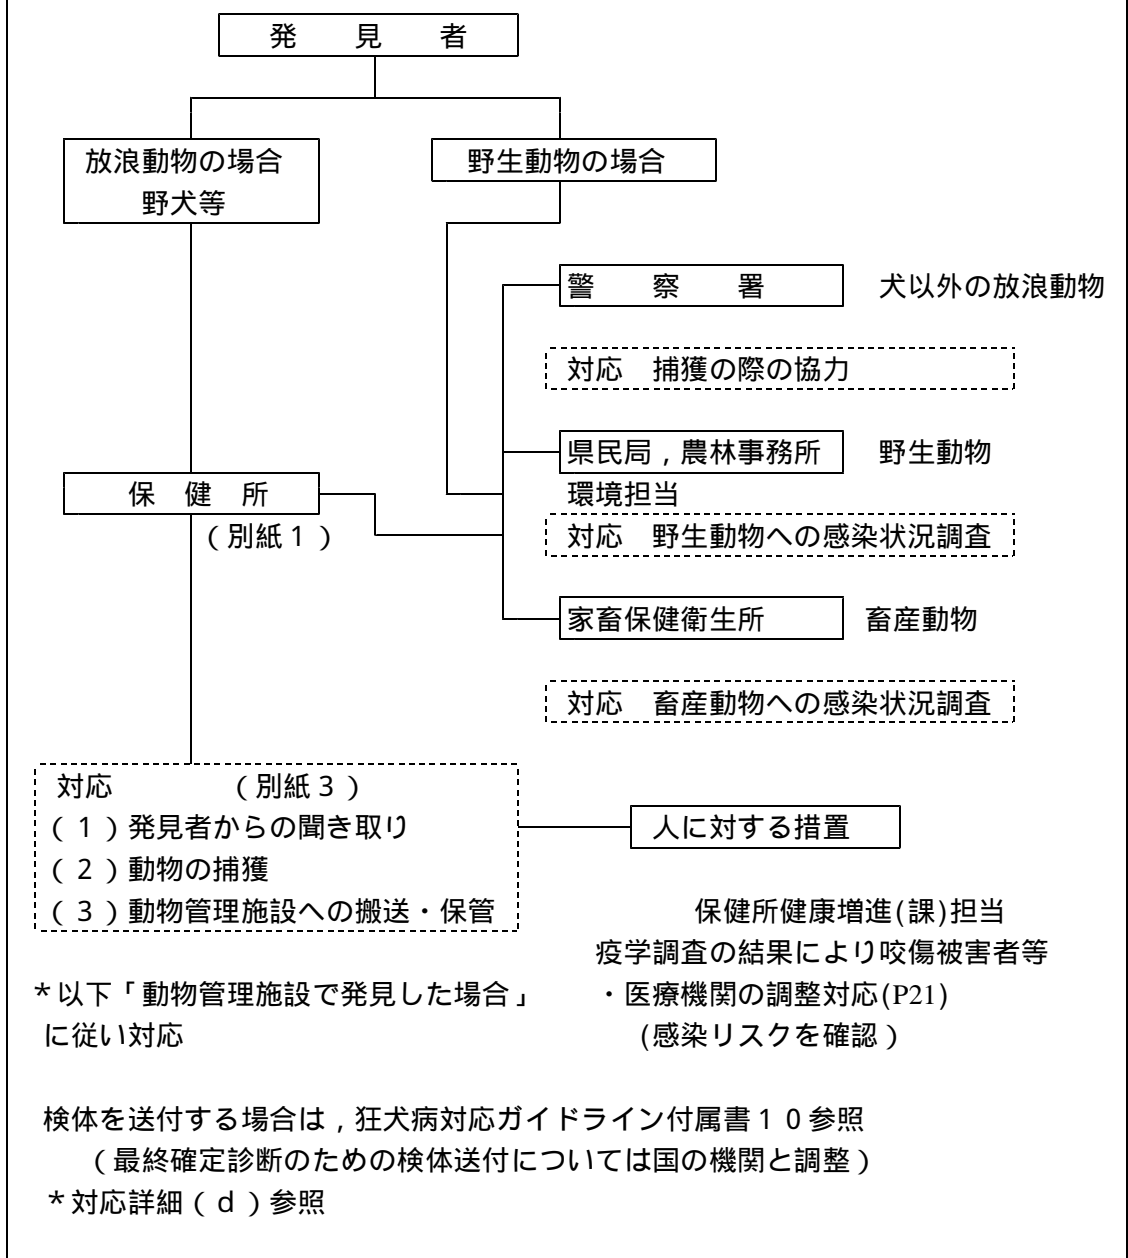 発　見　者
放浪動物の場合
野犬等
野生動物の場合
警　察　署　犬以外の放浪動物
対応　捕獲の際の協力
県民局，農林事務所　野生動物
環境担当
対応　野生動物への感染状況調査
保　健　所
（別紙１）
家畜保健衛生所　畜産動物
対応　畜産動物への感染状況調査
対応　（別紙３）
（１）発見者からの聞き取り
（２）動物の捕獲
（３）動物管理施設への搬送・保管
人に対する措置
保健所健康増進(課)担当
疫学調査の結果により咬傷被害者等
・医療機関の調整対応(P21)
(感染リスクを確認）
＊以下「動物管理施設で発見した場合」
に従い対応
検体を送付する場合は，狂犬病対応ガイドライン付属書１０参照
（最終確定診断のための検体送付については国の機関と調整）
＊対応詳細（ｄ）参照